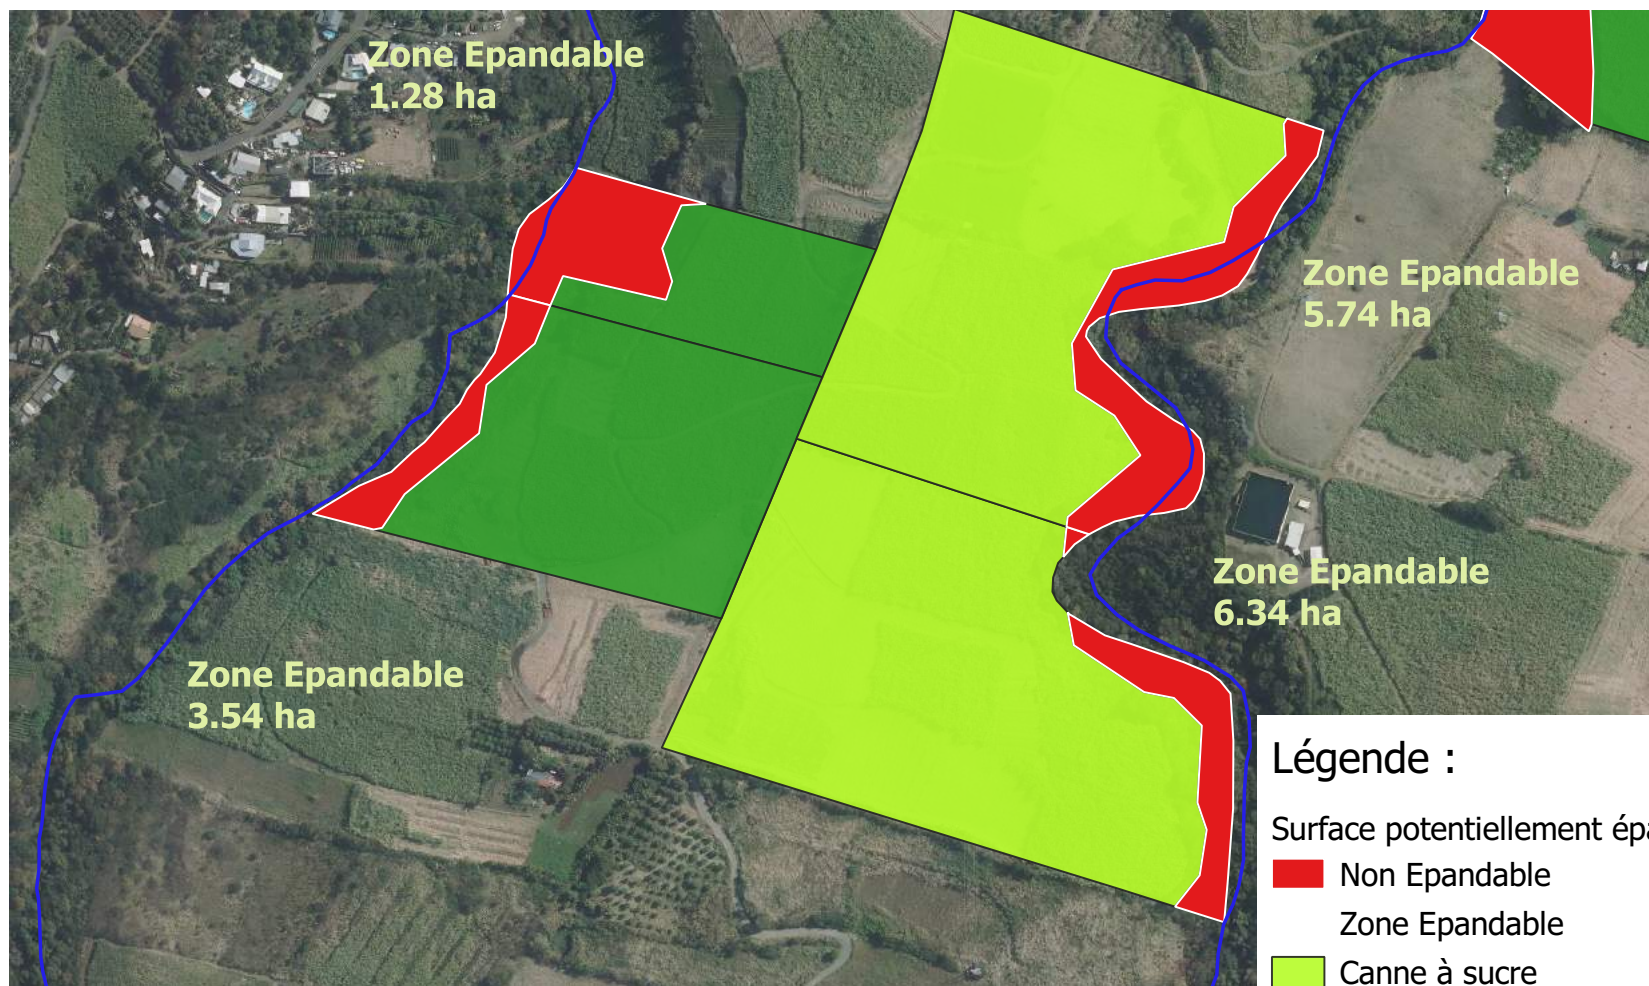 Zone Epandable
1.28 ha
Zone Epandable
5.74 ha
Zone Epandable
6.34 ha
Zone Epandable
3.54 ha
Légende :
Surface potentiellement épa
Non Epandable
Zone Epandable
Canne à sucre